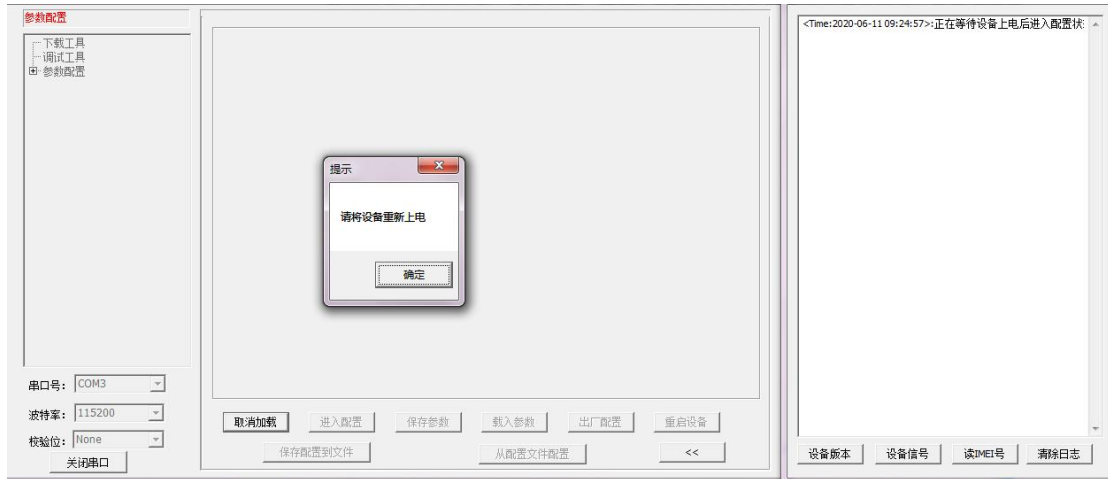 参数配置
下载工具
调试工具
参数配置
串口号: COM3
波特率: 115200
校验位: None
关闭串口
提示
请将设备重新上电
确定
取消加载 进入配置 保存参数 载入参数 出厂配置 重启设备
保存配置到文件 从配置文件配置 <<
<Time:2020-06-11 09:24:57>:正在等待设备上电后进入配置状
设备版本 设备信号 读IMEI号 清除日志